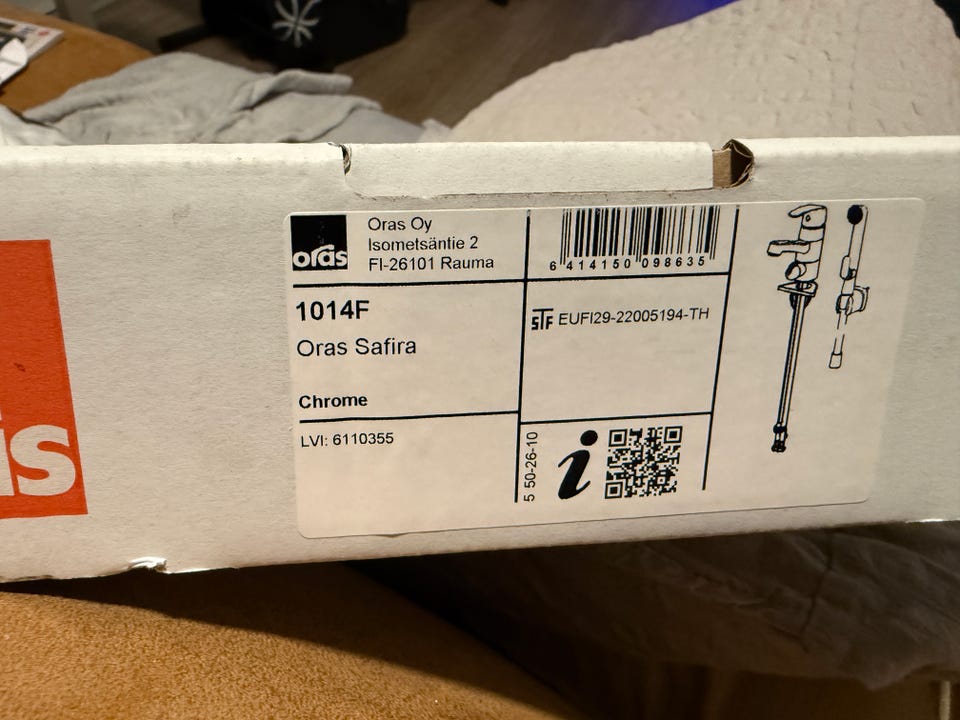 oras
Oras Oy
Isometsäntie 2
FI-26101 Rauma
6 414150 098635
1014F
Oras Safira
Chrome
LVI: 6110355
STF EUFI29-22005194-TH
5 50-26-10
i
is